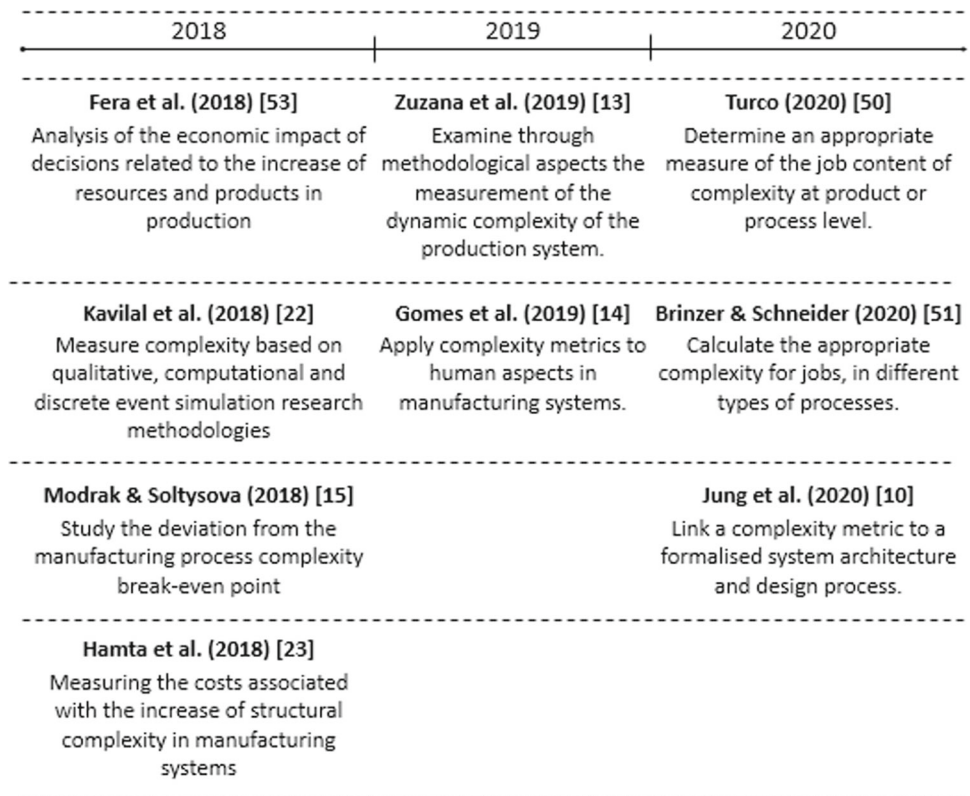 2018
2019
2020
Fera et al. (2018) [53]
Analysis of the economic impact of
decisions related to the increase of
resources and products in
production
Zuzana et al. (2019) [13]
Examine through
methodological aspects the
measurement of the
dynamic complexity of the
production system.
Turco (2020) [50]
Determine an appropriate
measure of the job content of
complexity at product or
process level.
Kavilal et al. (2018) [22]
Measure complexity based on
qualitative, computational and
discrete event simulation research
methodologies
Gomes et al. (2019) [14]
Apply complexity metrics to
human aspects in
manufacturing systems.
Brinzer & Schneider (2020) [51]
Calculate the appropriate
complexity for jobs, in different
types of processes.
Modrak & Soltysova (2018) [15]
Study the deviation from the
manufacturing process complexity
break-even point
Jung et al. (2020) [10]
Link a complexity metric to a
formalised system architecture
and design process.
Hamta et al. (2018) [23]
Measuring the costs associated
with the increase of structural
complexity in manufacturing
systems